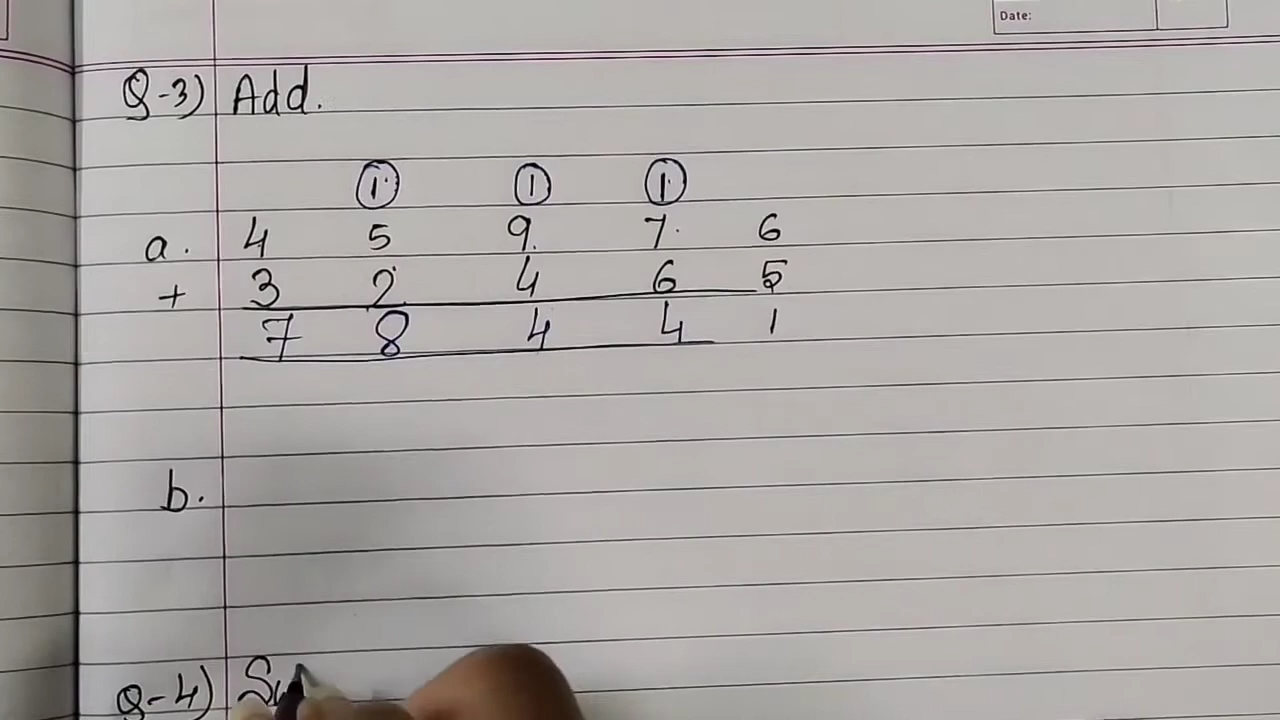 Date:
Q-3) Add.
① ① ①
a. 4 5 9 7 6
+ 3 2 4 6 5
7 8 4 4 1
b.
Q-4) Su